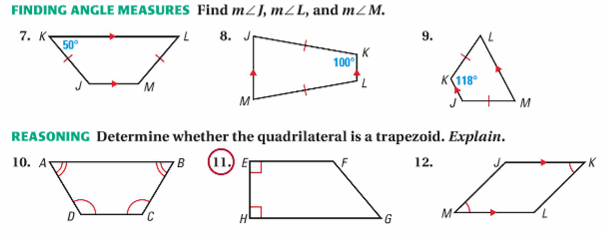 FINDING ANGLE MEASURES Find m∠J, m∠L, and m∠M.
7. K L 50° J M
8. J K 100° L M
9. L K 118° J M
REASONING Determine whether the quadrilateral is a trapezoid. Explain.
10. A B D C
11. E F H G
12. J K M L